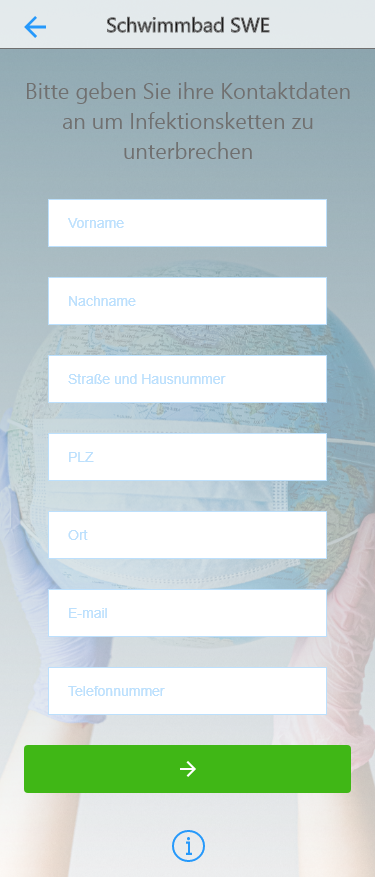 Schwimmbad SWE
Bitte geben Sie ihre Kontaktdaten
an um Infektionsketten zu
unterbrechen
Vorname
Nachname
Straße und Hausnummer
PLZ
Ort
E-mail
Telefonnummer